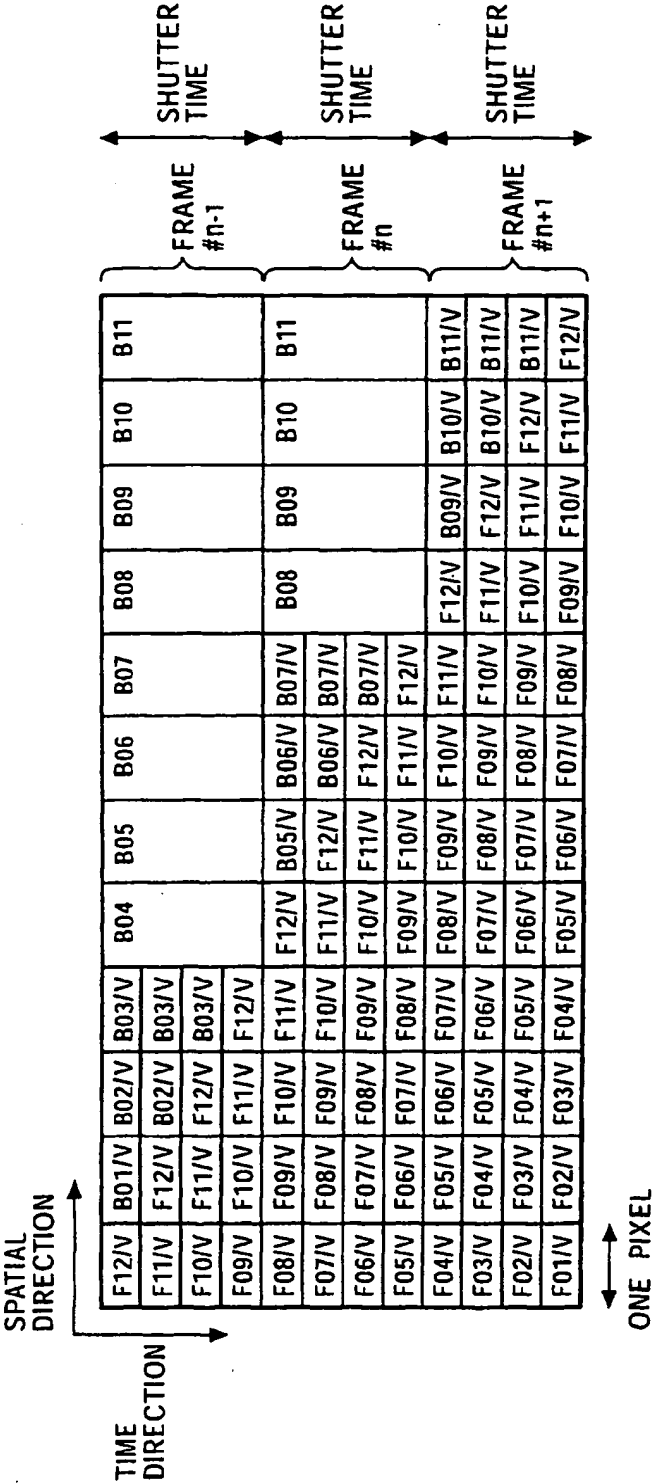 SPATIAL
DIRECTION
TIME
DIRECTION
F12/V B01/V B02/V B03/V B04 B05 B06 B07 B08 B09 B10 B11
F11/V F12/V B02/V B03/V
F10/V F11/V F12/V B03/V
F09/V F10/V F11/V F12/V
FRAME
#n-1
SHUTTER
TIME
F08/V F09/V F10/V F11/V F12/V B05/V B06/V B07/V B08 B09 B10 B11
F07/V F08/V F09/V F10/V F11/V F12/V B06/V B07/V
F06/V F07/V F08/V F09/V F10/V F11/V F12/V B07/V
F05/V F06/V F07/V F08/V F09/V F10/V F11/V F12/V
FRAME
#n
SHUTTER
TIME
F04/V F05/V F06/V F07/V F08/V F09/V F10/V F11/V F12/V B09/V B10/V B11/V
F03/V F04/V F05/V F06/V F07/V F08/V F09/V F10/V F11/V F12/V B10/V B11/V
F02/V F03/V F04/V F05/V F06/V F07/V F08/V F09/V F10/V F11/V F12/V B11/V
F01/V F02/V F03/V F04/V F05/V F06/V F07/V F08/V F09/V F10/V F11/V F12/V
FRAME
#n+1
SHUTTER
TIME
ONE PIXEL